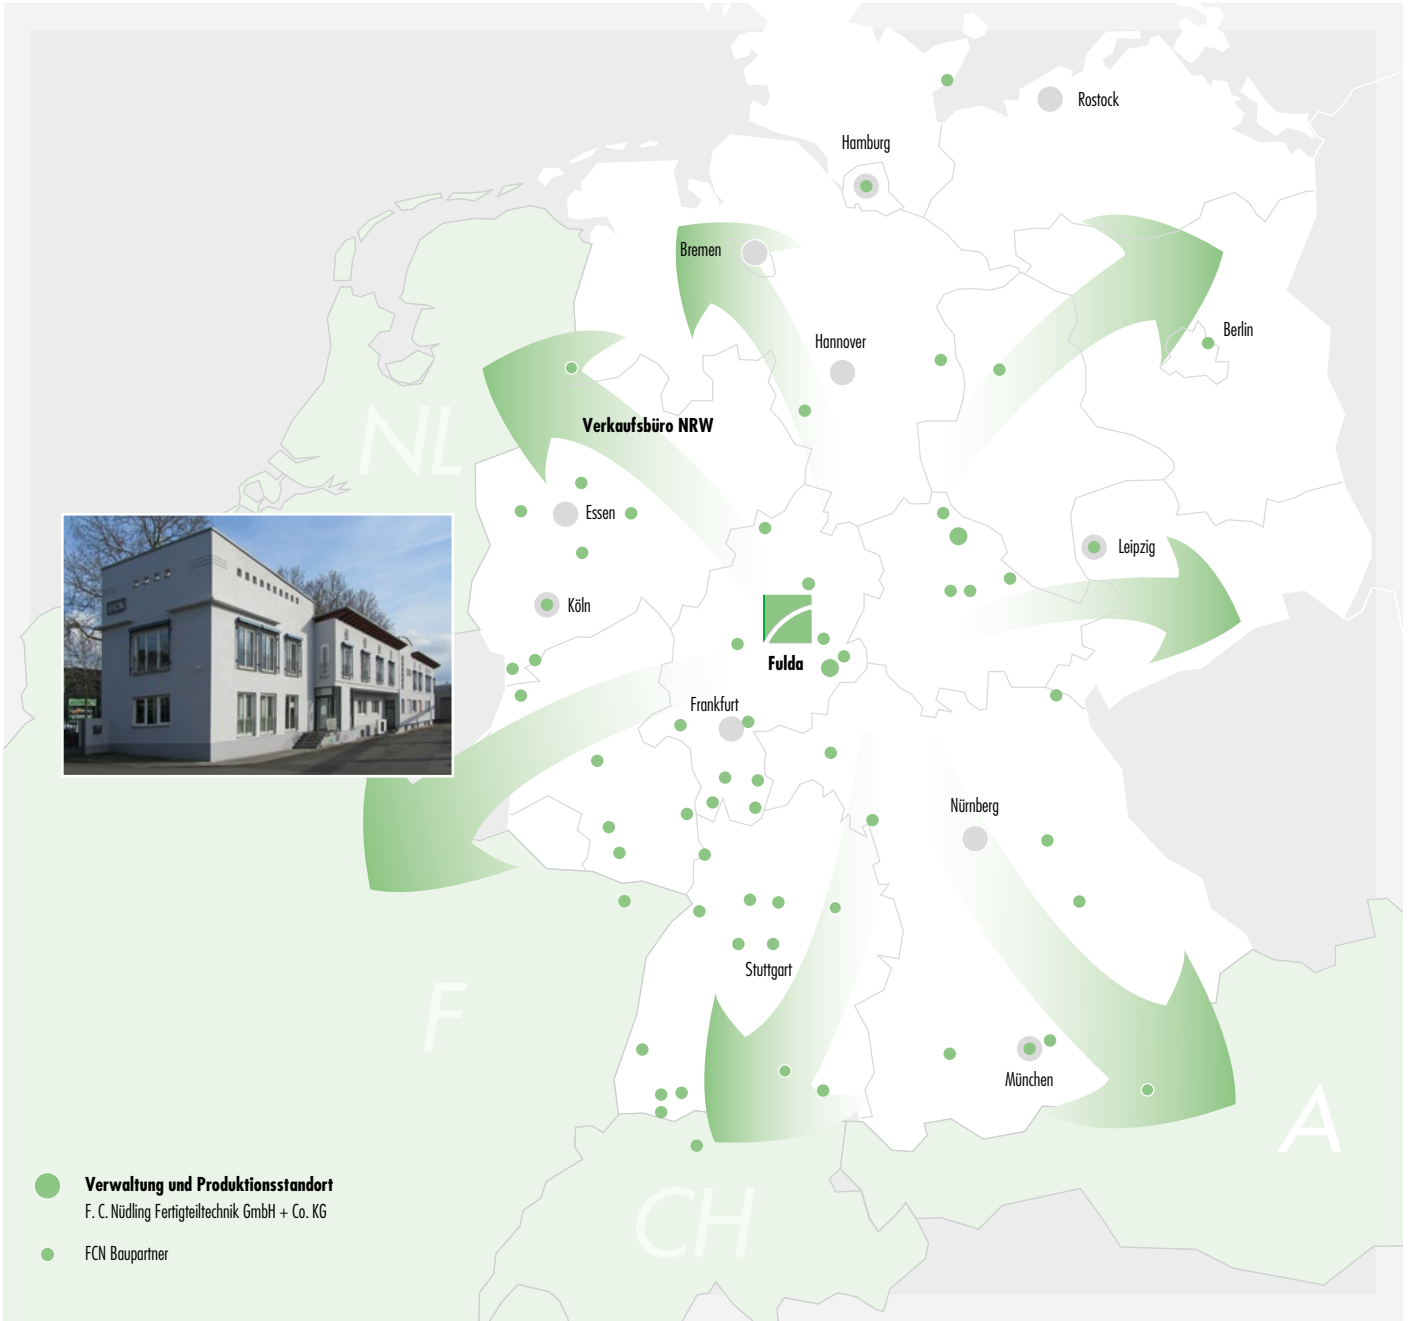 Rostock
Hamburg
Bremen
Berlin
Hannover
NL
Verkaufsbüro NRW
Essen
Leipzig
Köln
Fulda
Frankfurt
Nürnberg
Stuttgart
F
München
A
Verwaltung und Produktionsstandort
F. C. Nüdling Fertigteiltechnik GmbH + Co. KG
CH
FCN Baupartner